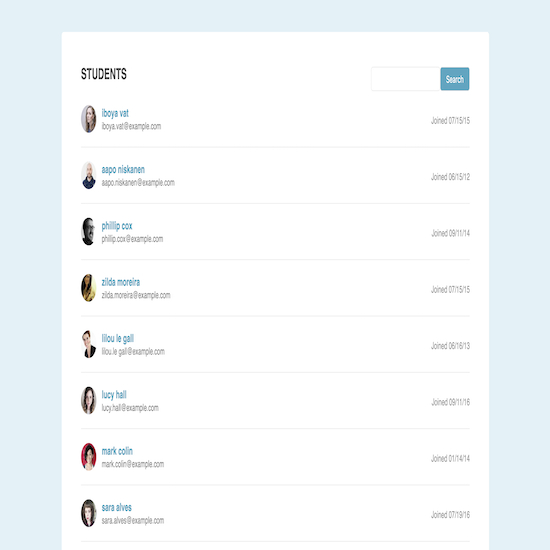 STUDENTS
Search
iboya vat
iboya.vat@example.com
Joined 07/15/15
aapo niskanen
aapo.niskanen@example.com
Joined 06/15/12
phillip cox
phillip.cox@example.com
Joined 09/11/14
zilda moreira
zilda.moreira@example.com
Joined 07/15/15
lilou le gall
lilou.le gall@example.com
Joined 06/16/13
lucy hall
lucy.hall@example.com
Joined 09/11/16
mark colin
mark.colin@example.com
Joined 01/14/14
sara alves
sara.alves@example.com
Joined 07/19/16